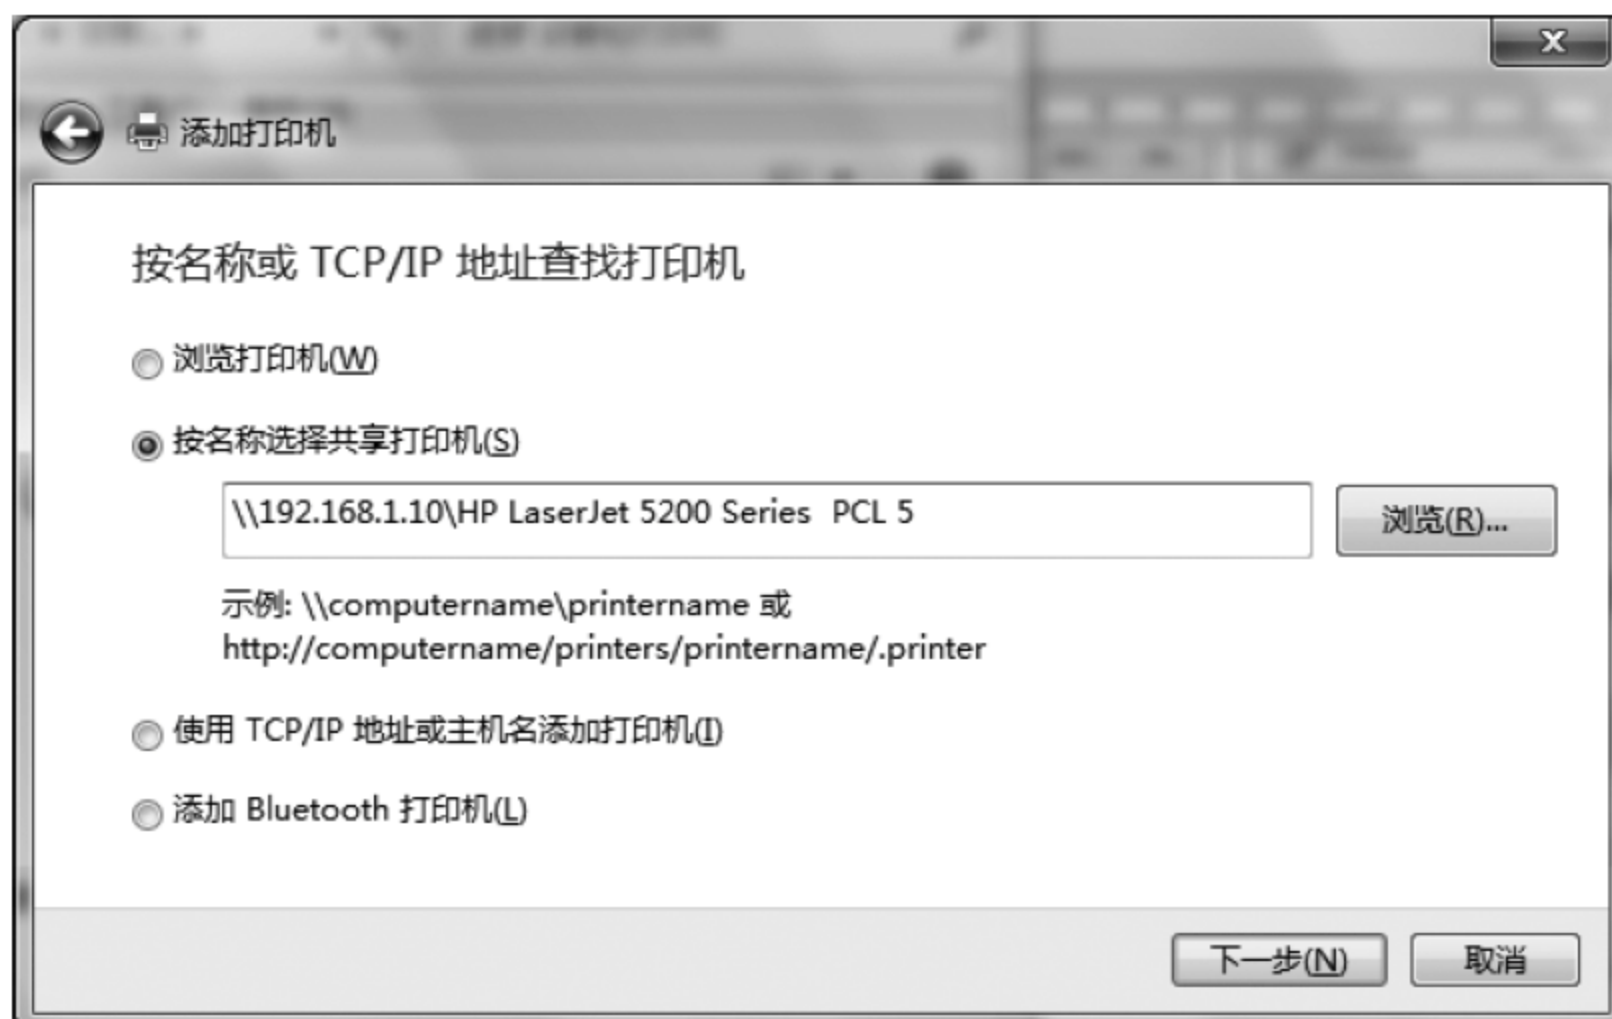 添加打印机
按名称或 TCP/IP 地址查找打印机
浏览打印机(W)
按名称选择共享打印机(S)
\\192.168.1.10\HP LaserJet 5200 Series  PCL 5
浏览(R)...
示例: \\computername\printername 或
http://computername/printers/printername/.printer
使用 TCP/IP 地址或主机名添加打印机(I)
添加 Bluetooth 打印机(L)
下一步(N)
取消